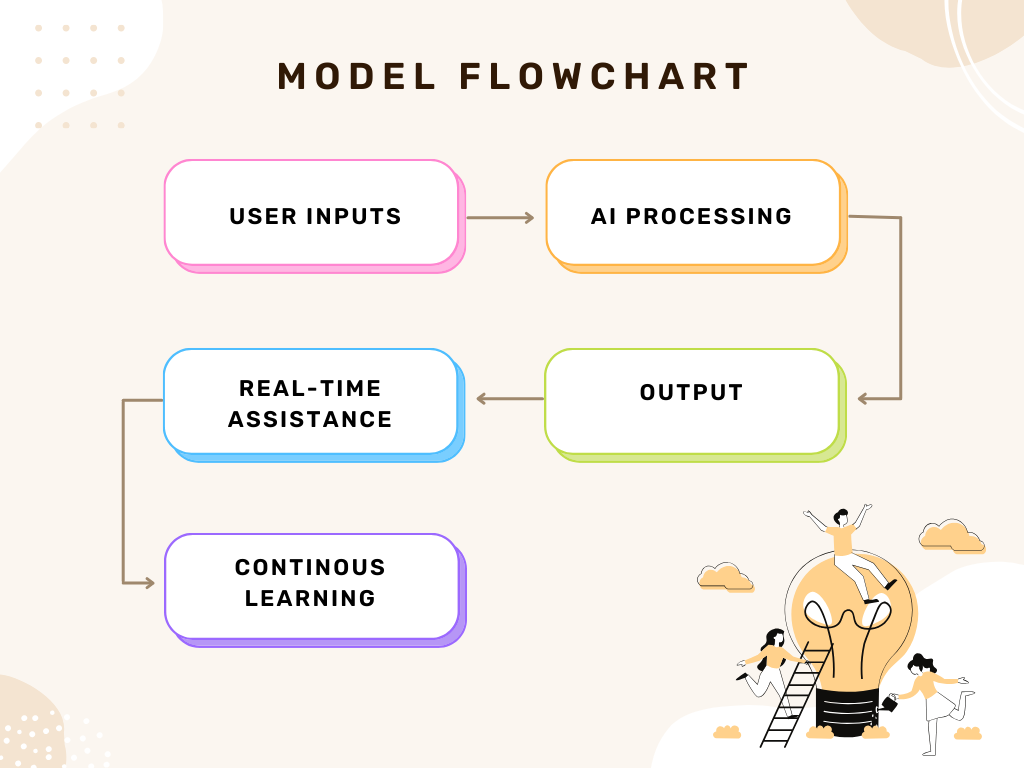 MODEL FLOWCHART
USER INPUTS
AI PROCESSING
OUTPUT
REAL-TIME
ASSISTANCE
CONTINOUS
LEARNING